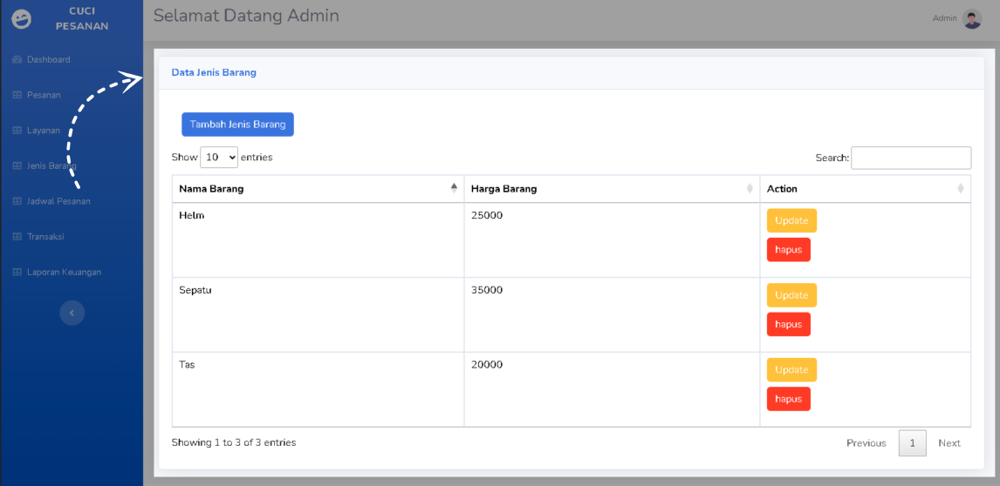 CUCI
PESANAN
Selamat Datang Admin
Admin
Dashboard
Pesanan
Layanan
Jenis Barang
Jadwal Pesanan
Transaksi
Laporan Keuangan
Data Jenis Barang
Tambah Jenis Barang
Show 10 entries
Search:
Nama Barang Harga Barang Action
Helm 25000 Update
hapus
Sepatu 35000 Update
hapus
Tas 20000 Update
hapus
Showing 1 to 3 of 3 entries
Previous 1 Next